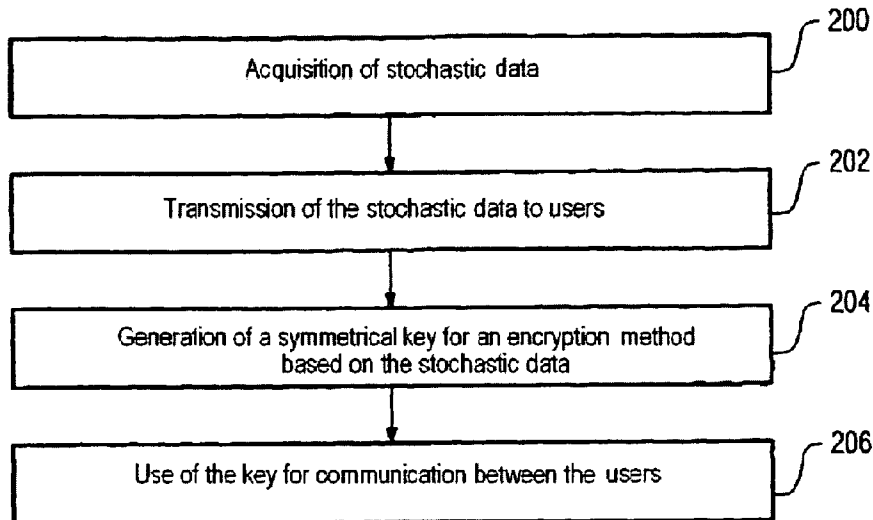 200
Acquisition of stochastic data
202
Transmission of the stochastic data to users
204
Generation of a symmetrical key for an encryption method
based on the stochastic data
206
Use of the key for communication between the users